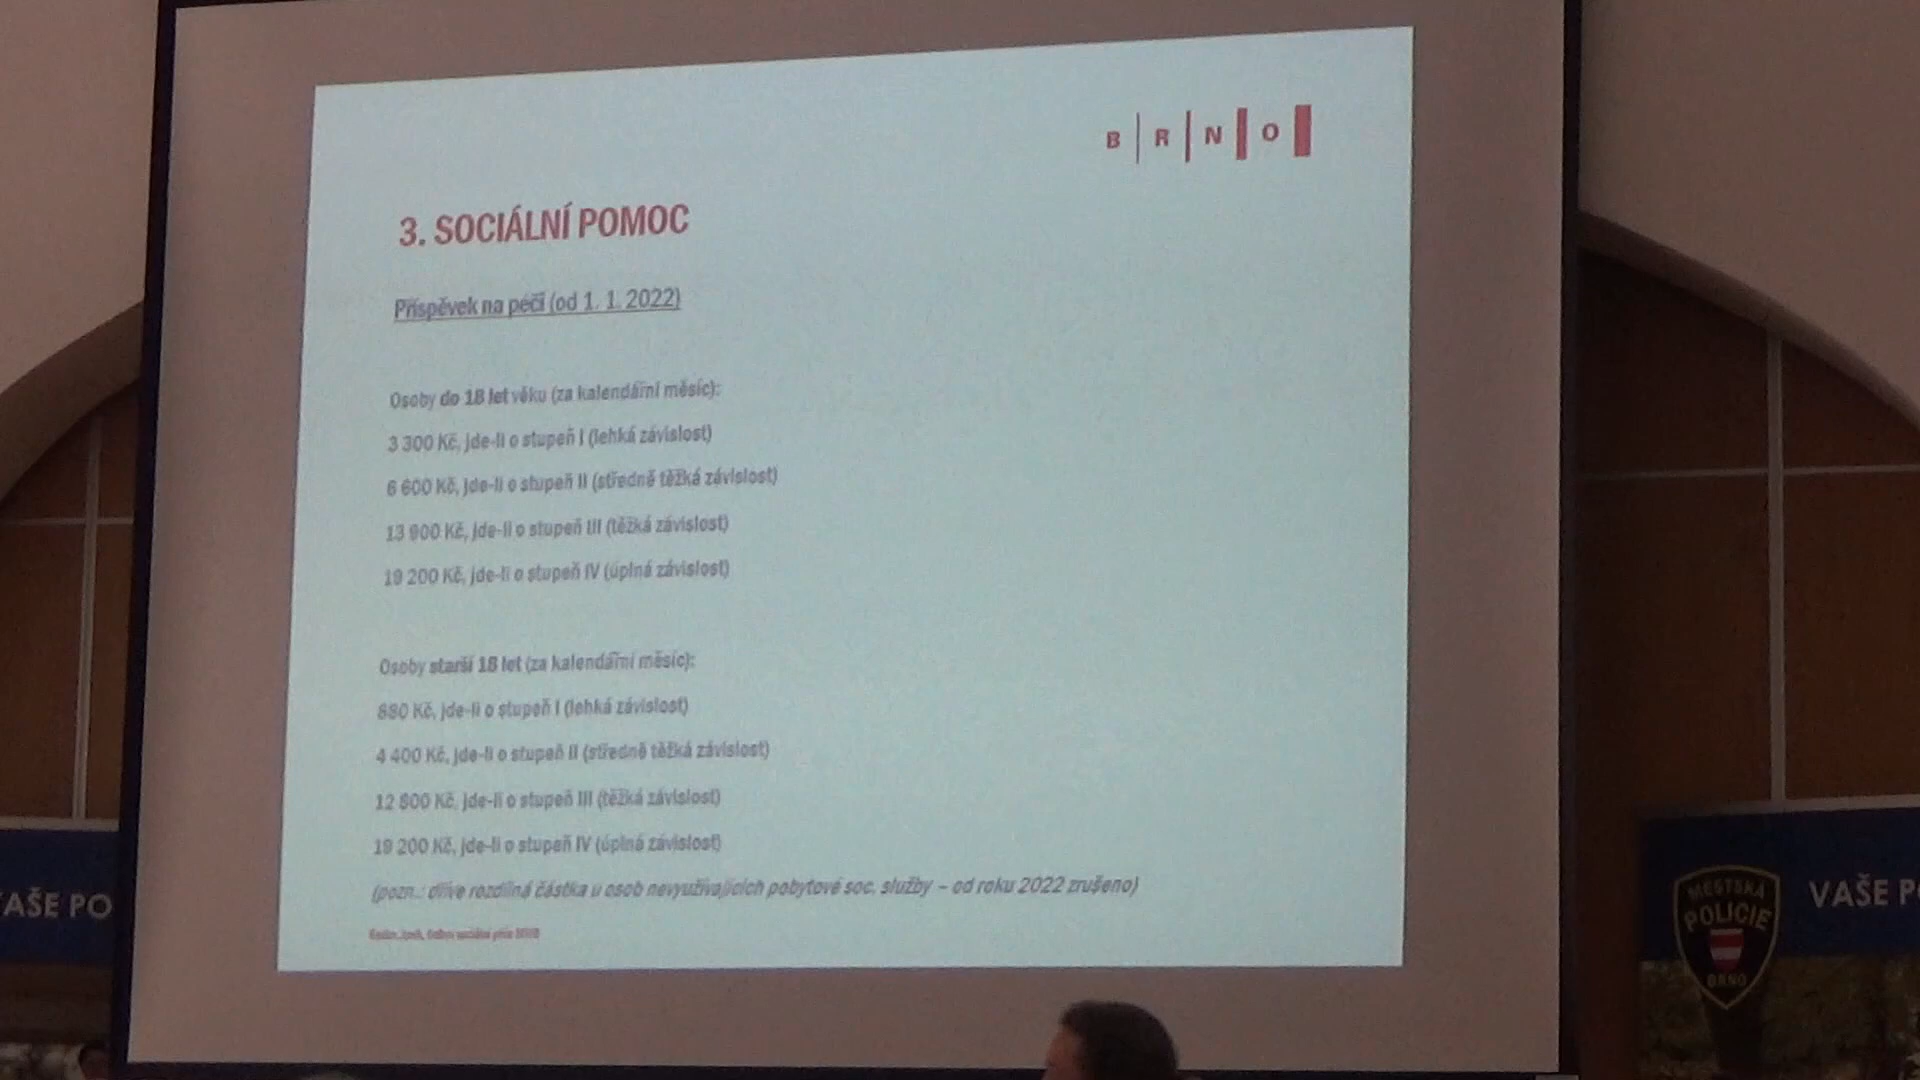 B R N O
3. SOCIÁLNÍ POMOC
Příspěvek na péči (od 1. 1. 2022)
Osoby do 18 let věku (za kalendářní měsíc):
3 300 Kč, jde-li o stupeň I (lehká závislost)
6 600 Kč, jde-li o stupeň II (středně těžká závislost)
13 900 Kč, jde-li o stupeň III (těžká závislost)
19 200 Kč, jde-li o stupeň IV (úplná závislost)
Osoby starší 18 let (za kalendářní měsíc):
880 Kč, jde-li o stupeň I (lehká závislost)
4 400 Kč, jde-li o stupeň II (středně těžká závislost)
12 800 Kč, jde-li o stupeň III (těžká závislost)
19 200 Kč, jde-li o stupeň IV (úplná závislost)
(pozn.: dříve rozdílná částka u osob nevyužívajících pobytové soc. služby – od roku 2022 zrušeno)
AŠE PO
MĚSTSKÁ
POLICIE
BRNO
VAŠE P